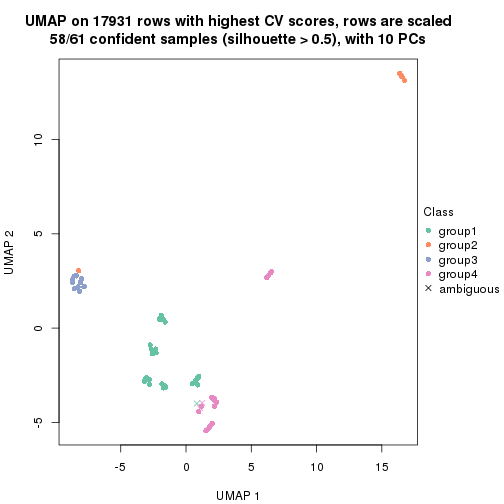 UMAP on 17931 rows with highest CV scores, rows are scaled
58/61 confident samples (silhouette > 0.5), with 10 PCs
10
5
0
-5
UMAP 2
-5
0
5
10
15
UMAP 1
Class
group1
group2
group3
group4
ambiguous